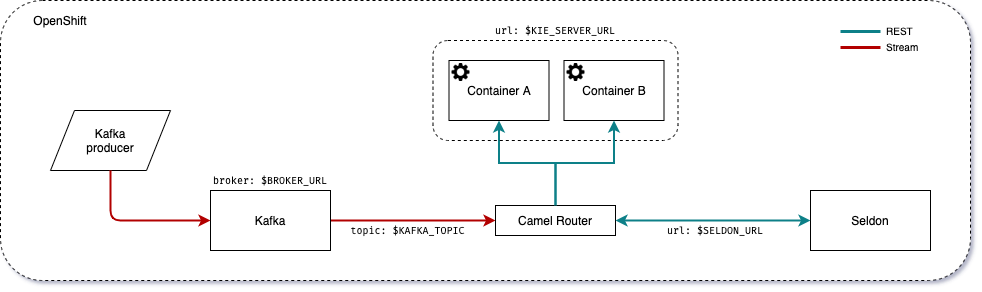 OpenShift
url: $KIE_SERVER_URL
REST
Stream
Container A
Container B
Kafka
producer
broker: $BROKER_URL
Kafka
topic: $KAFKA_TOPIC
Camel Router
url: $SELDON_URL
Seldon